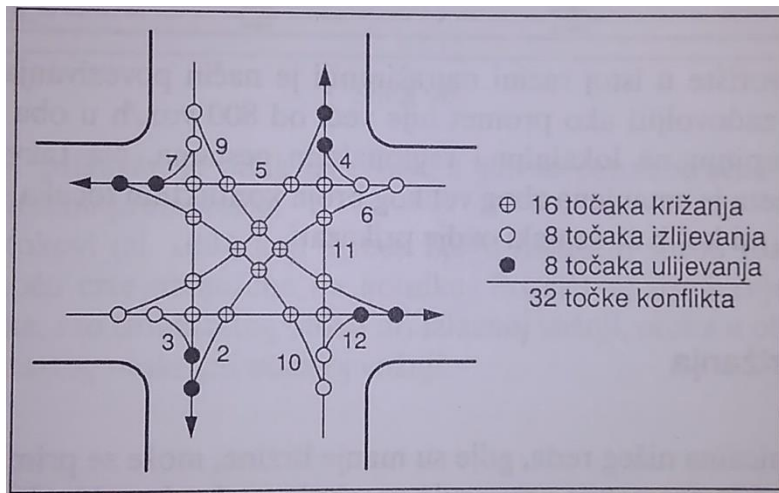 9
5
7
4
6
16 točaka križanja
11
8 točaka izlijevanja
8 točaka ulijevanja
32 točke konflikta
3
2
10
12